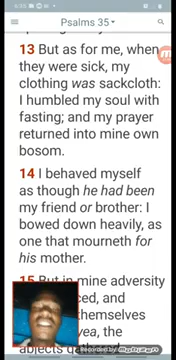 Psalms 35
13 But as for me, when
they were sick, my
clothing was sackcloth:
I humbled my soul with
fasting; and my prayer
returned into mine own
bosom.
14 I behaved myself
as though he had been
my friend or brother: I
bowed down heavily, as
one that mourneth for
his mother.
15 But in mine adversity
and
themselves
yea, the
Recorded by: